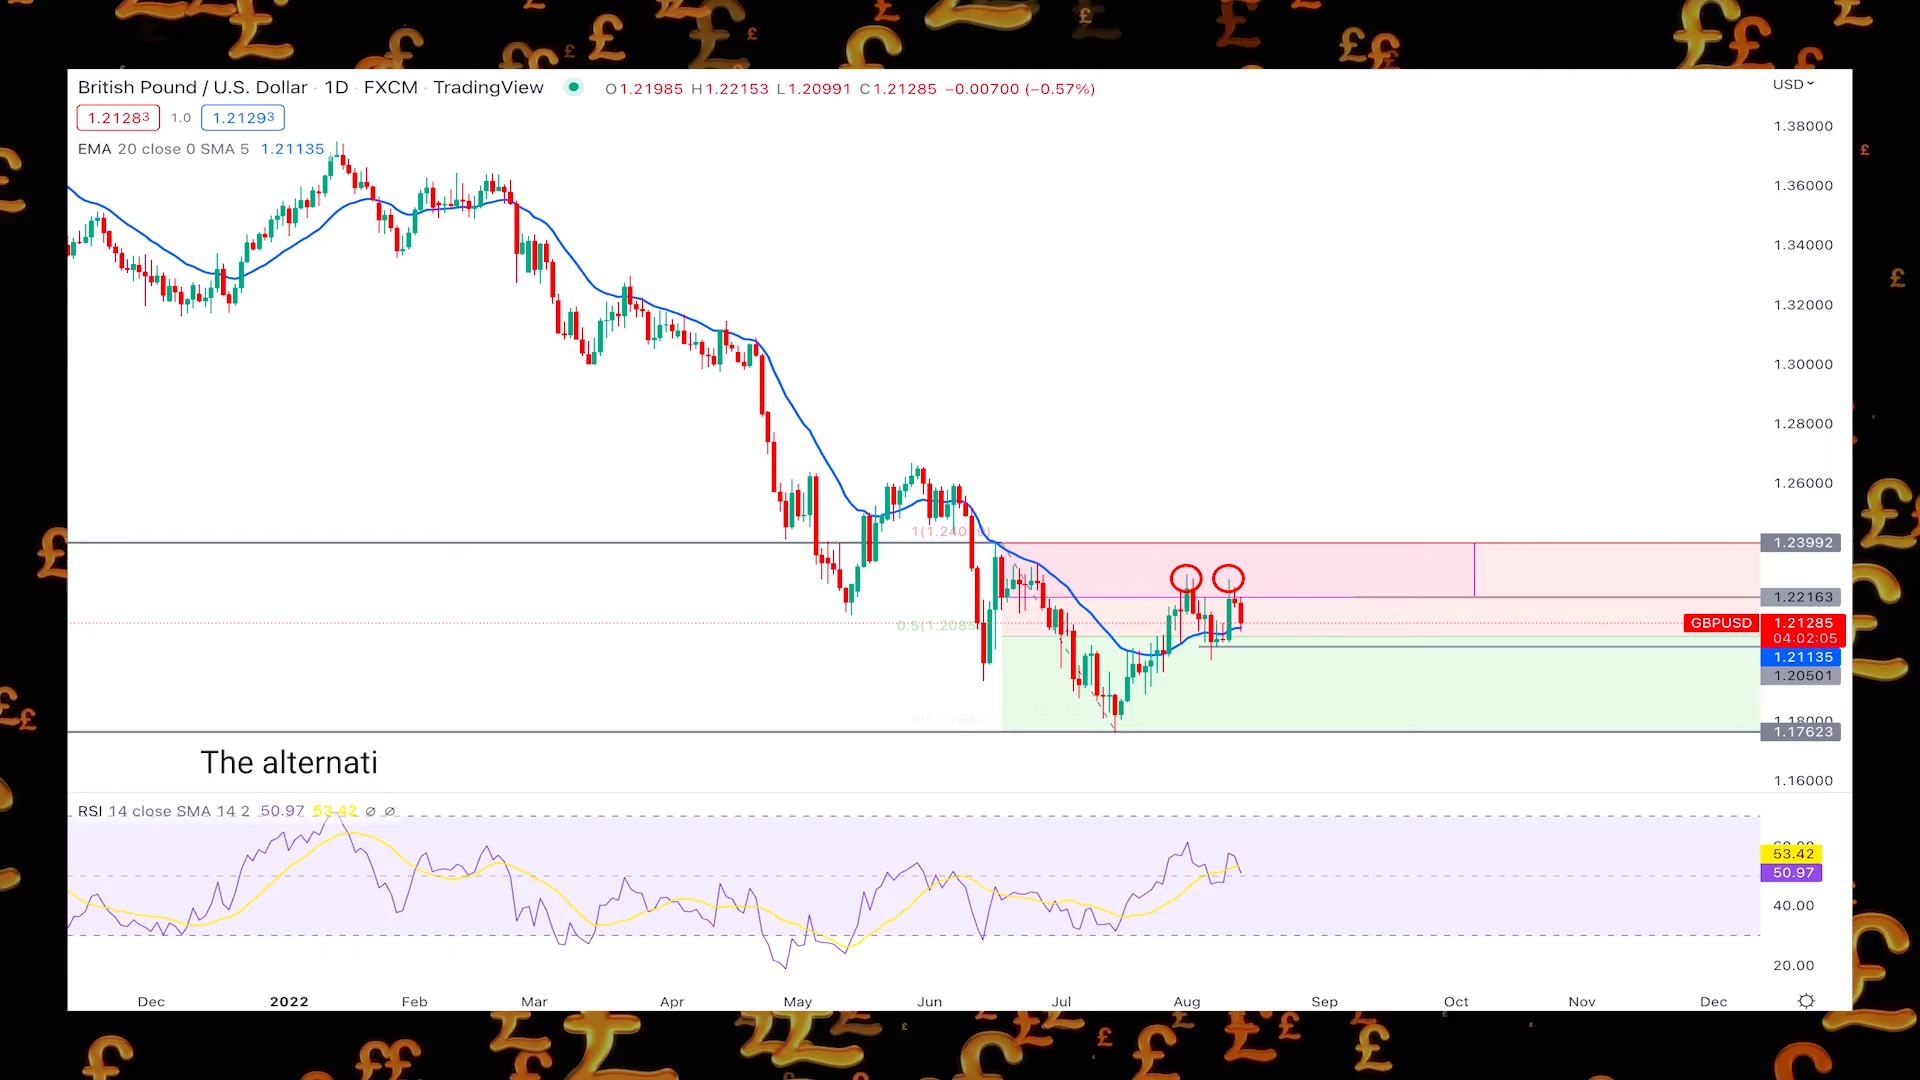 British Pound / U.S. Dollar · 1D · FXCM · TradingView O1.21985 H1.22153 L1.20991 C1.21285 −0.00700 (−0.57%)
USD
1.21283 1.0 1.21293
EMA 20 close 0 SMA 5 1.21135
1.38000
1.36000
1.34000
1.32000
1.30000
1.28000
1.26000
1.23992
1.22163
GBPUSD 1.21285
04:02:05
1.21135
1.20501
1.18000
1.17623
1.16000
The alternati
RSI 14 close SMA 14 2 50.97 53.42 ∅ ∅
53.42
50.97
40.00
20.00
Dec 2022 Feb Mar Apr May Jun Jul Aug Sep Oct Nov Dec